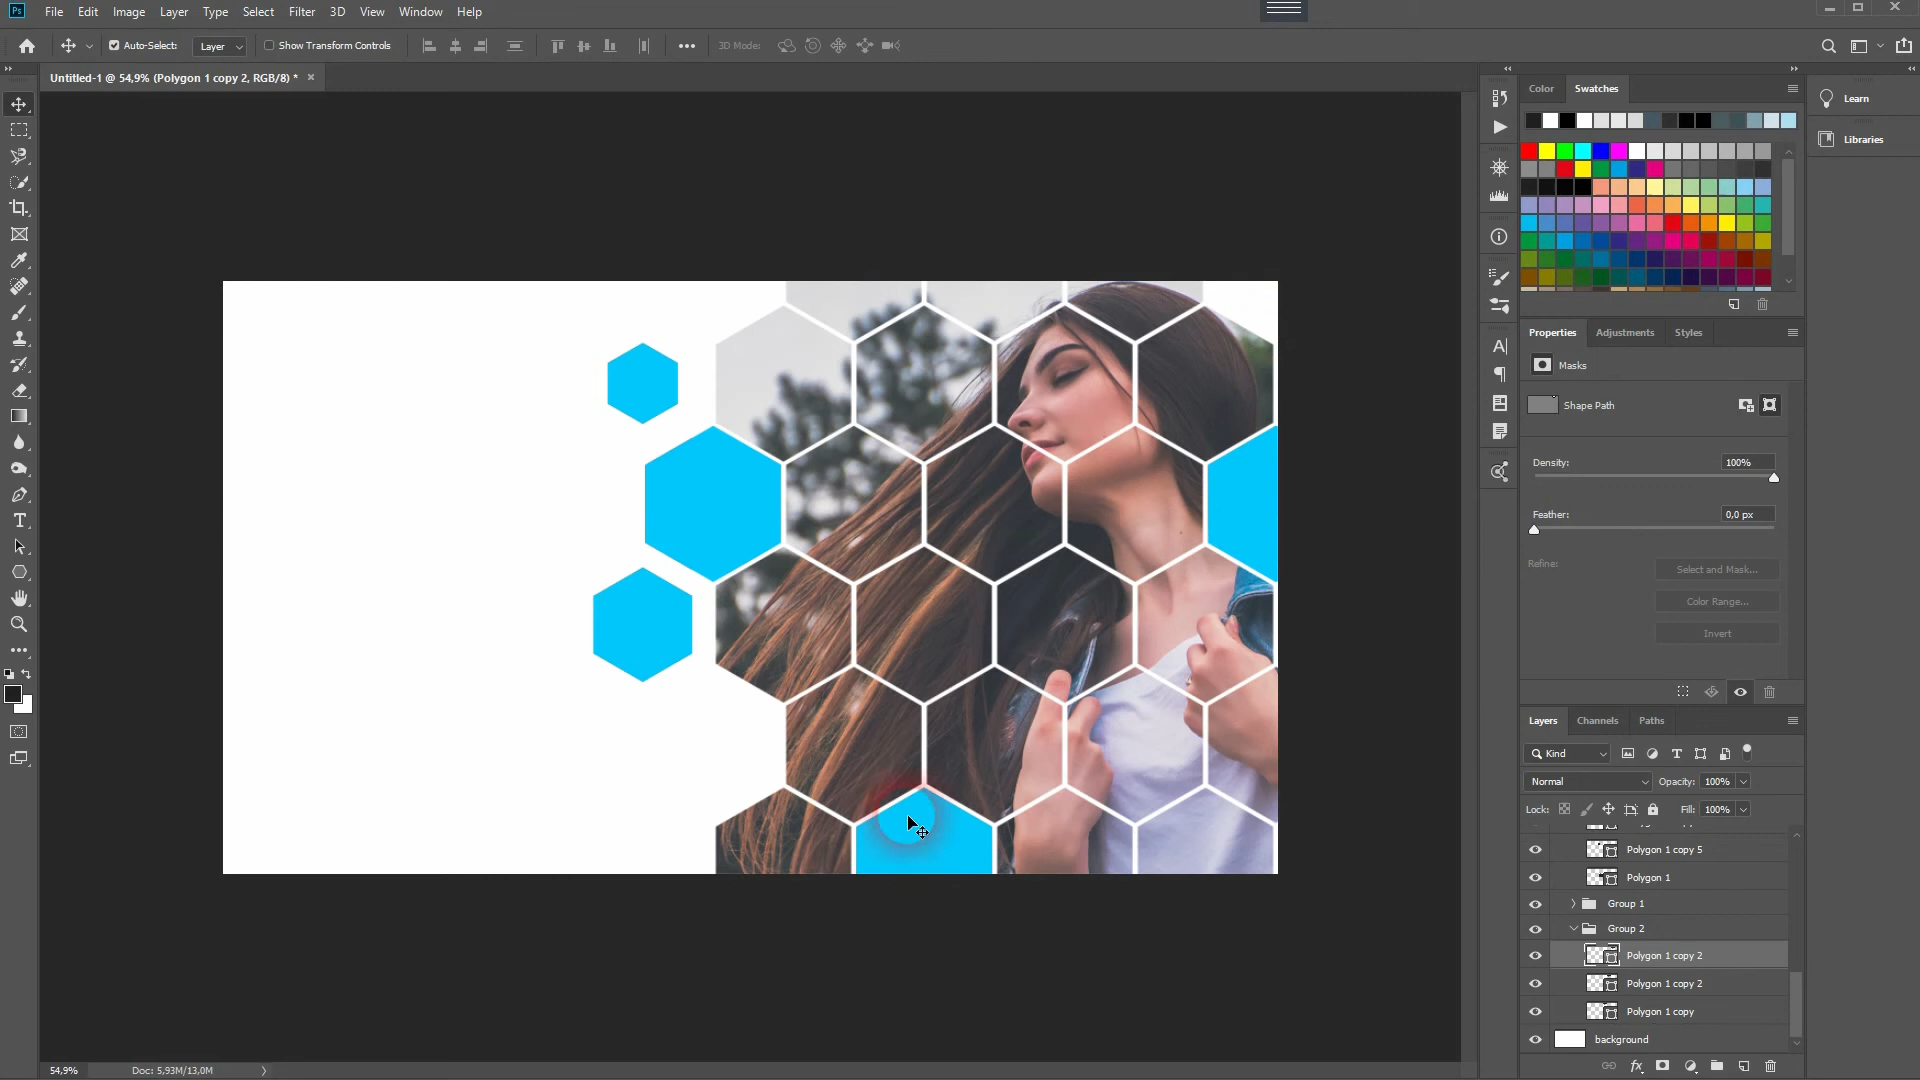 Ps File Edit Image Layer Type Select Filter 3D View Window Help
Auto-Select: Layer Show Transform Controls 3D Mode:
Untitled-1 @ 54,9% (Polygon 1 copy 2, RGB/8) *
Color Swatches
Learn
Libraries
Properties Adjustments Styles
Masks
Shape Path
Density: 100%
Feather: 0,0 px
Refine: Select and Mask...
Color Range...
Invert
Layers Channels Paths
Kind
Normal Opacity: 100%
Lock: Fill: 100%
Polygon 1 copy 5
Polygon 1
Group 1
Group 2
Polygon 1 copy 2
Polygon 1 copy 2
Polygon 1 copy
background
fx
54,9% Doc: 5,93M/13,0M